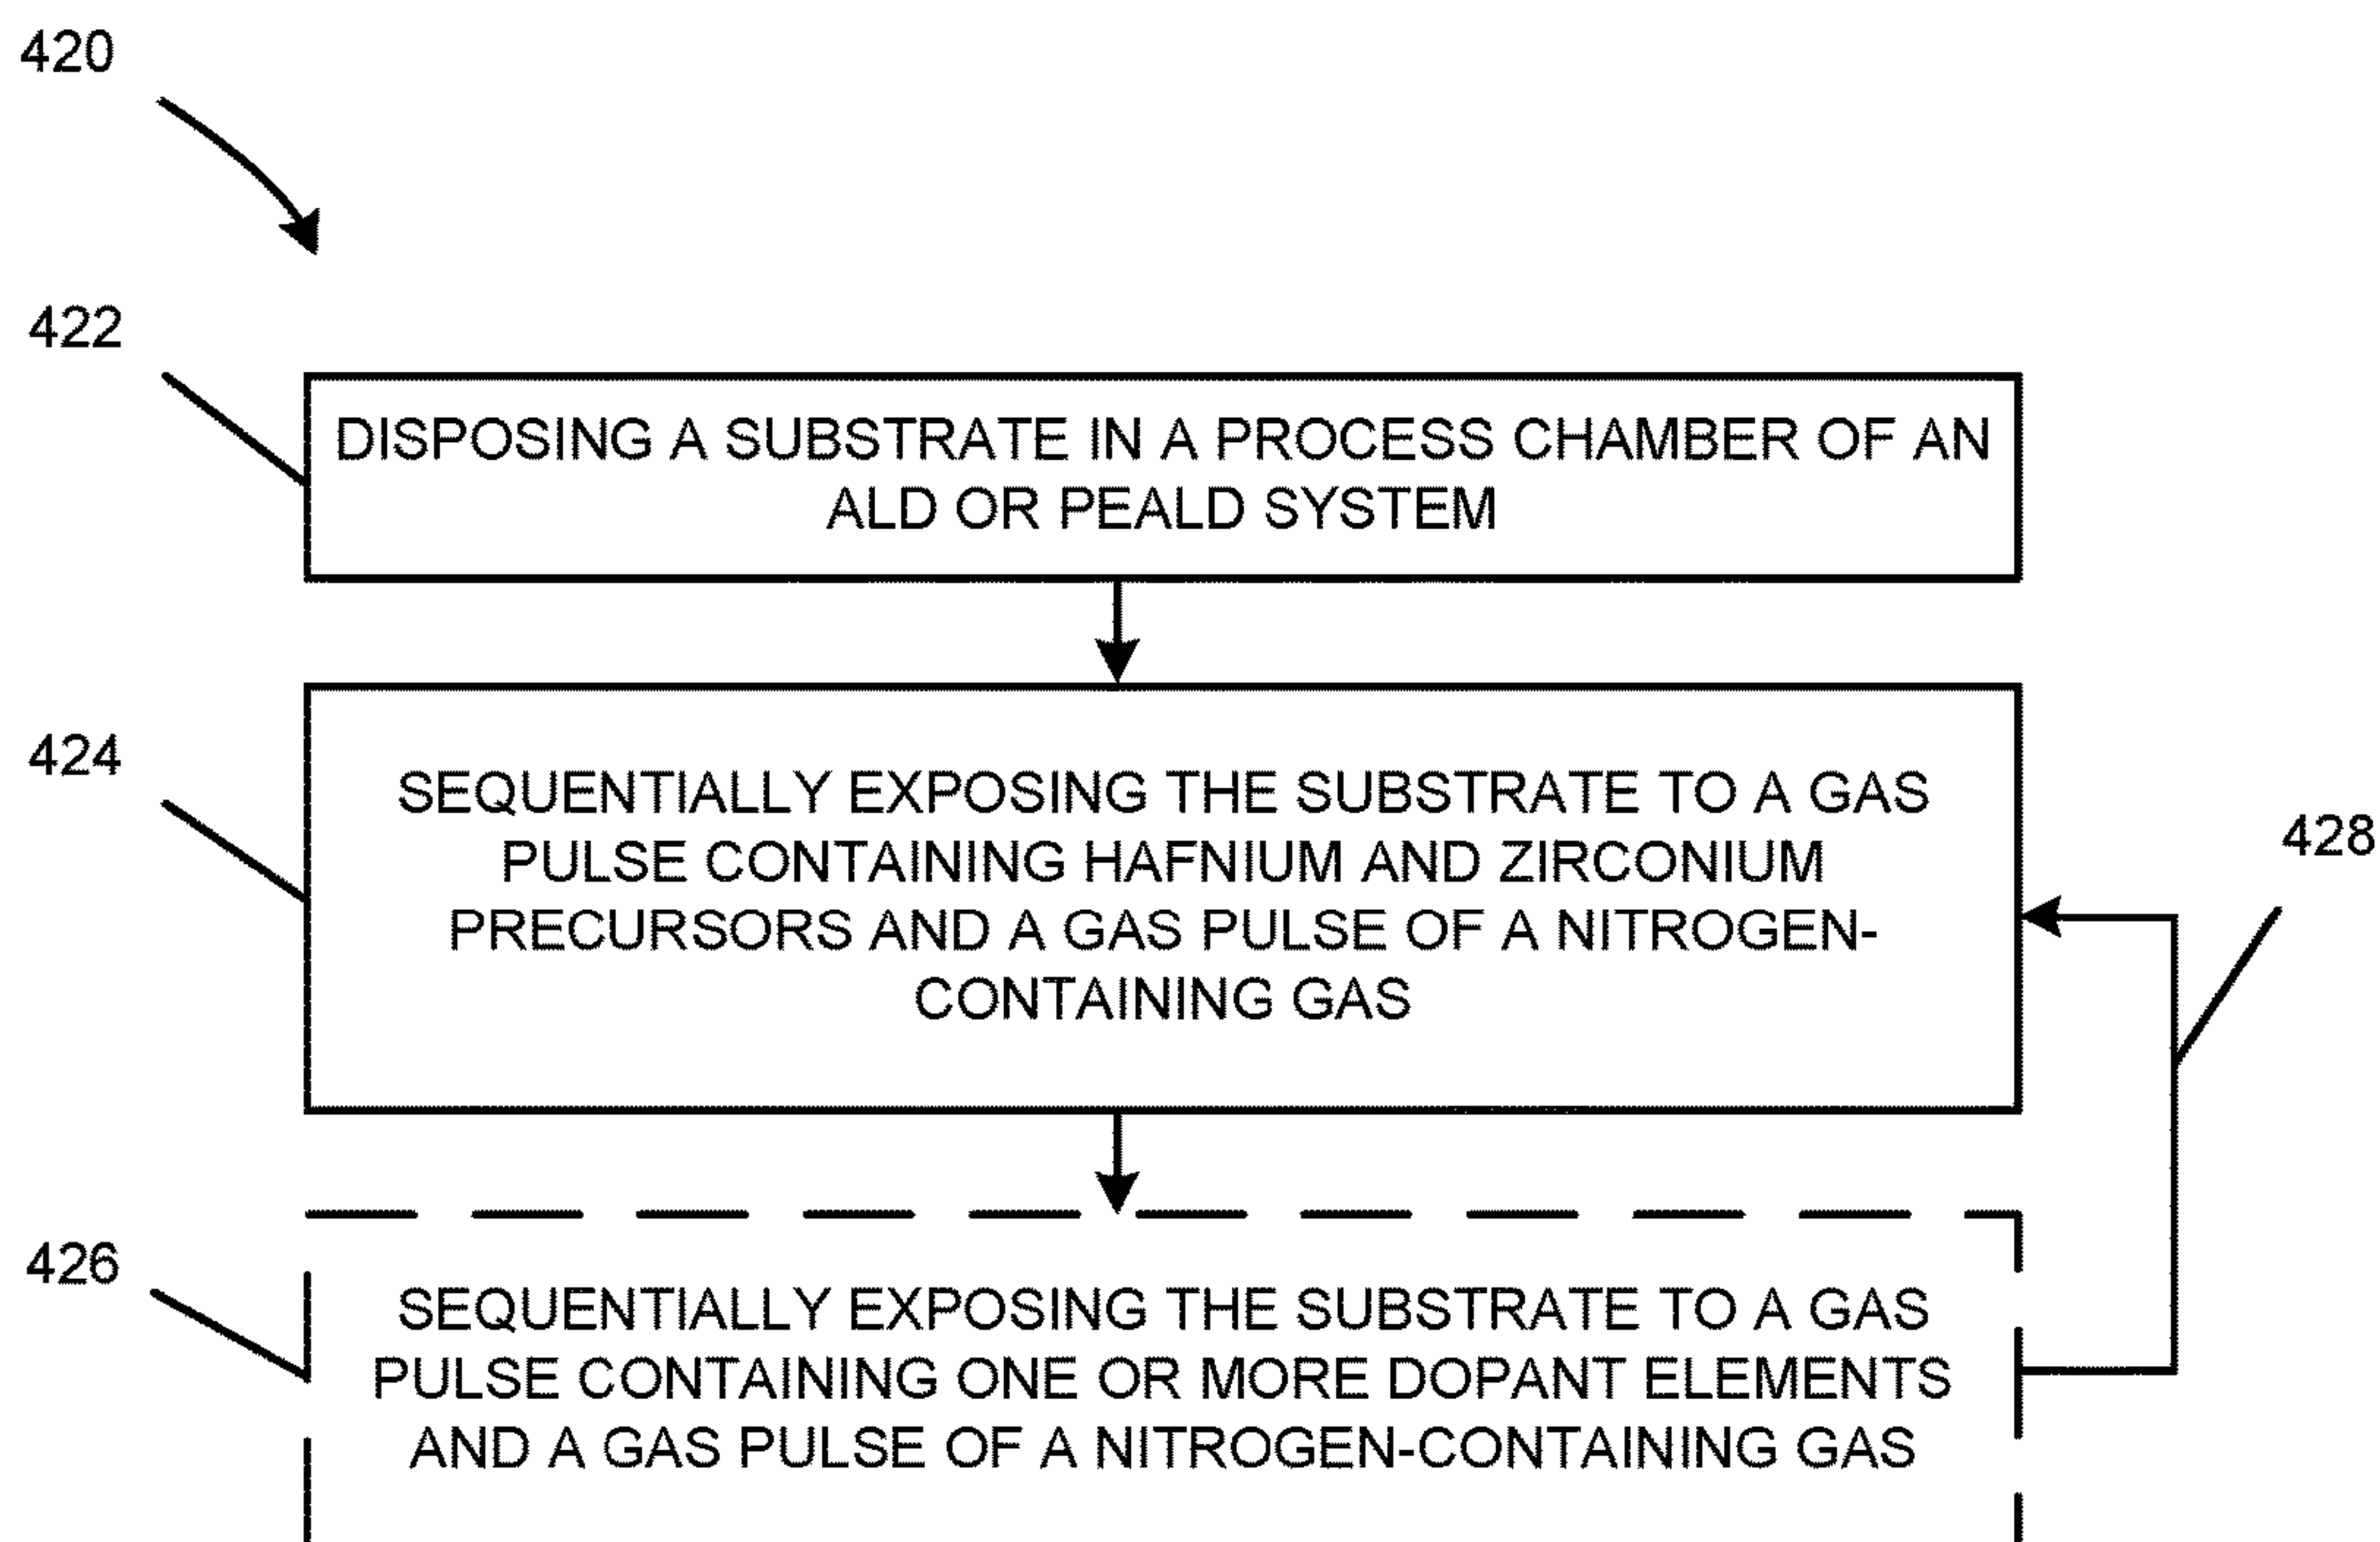 420
422
DISPOSING A SUBSTRATE IN A PROCESS CHAMBER OF AN
ALD OR PEALD SYSTEM
424
SEQUENTIALLY EXPOSING THE SUBSTRATE TO A GAS
PULSE CONTAINING HAFNIUM AND ZIRCONIUM
PRECURSORS AND A GAS PULSE OF A NITROGEN-
CONTAINING GAS
428
426
SEQUENTIALLY EXPOSING THE SUBSTRATE TO A GAS
PULSE CONTAINING ONE OR MORE DOPANT ELEMENTS
AND A GAS PULSE OF A NITROGEN-CONTAINING GAS